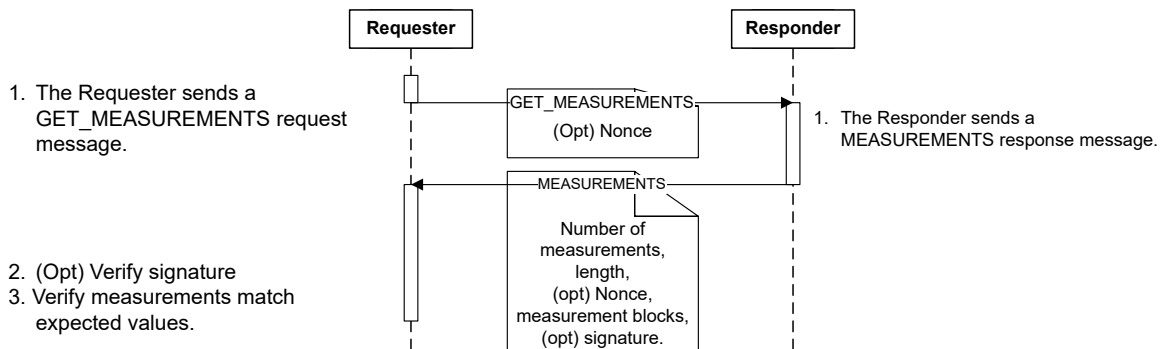 Requester
Responder
1. The Requester sends a
GET_MEASUREMENTS request
message.
GET_MEASUREMENTS
(Opt) Nonce
1. The Responder sends a
MEASUREMENTS response message.
MEASUREMENTS
Number of
measurements,
length,
(opt) Nonce,
measurement blocks,
(opt) signature.
2. (Opt) Verify signature
3. Verify measurements match
expected values.